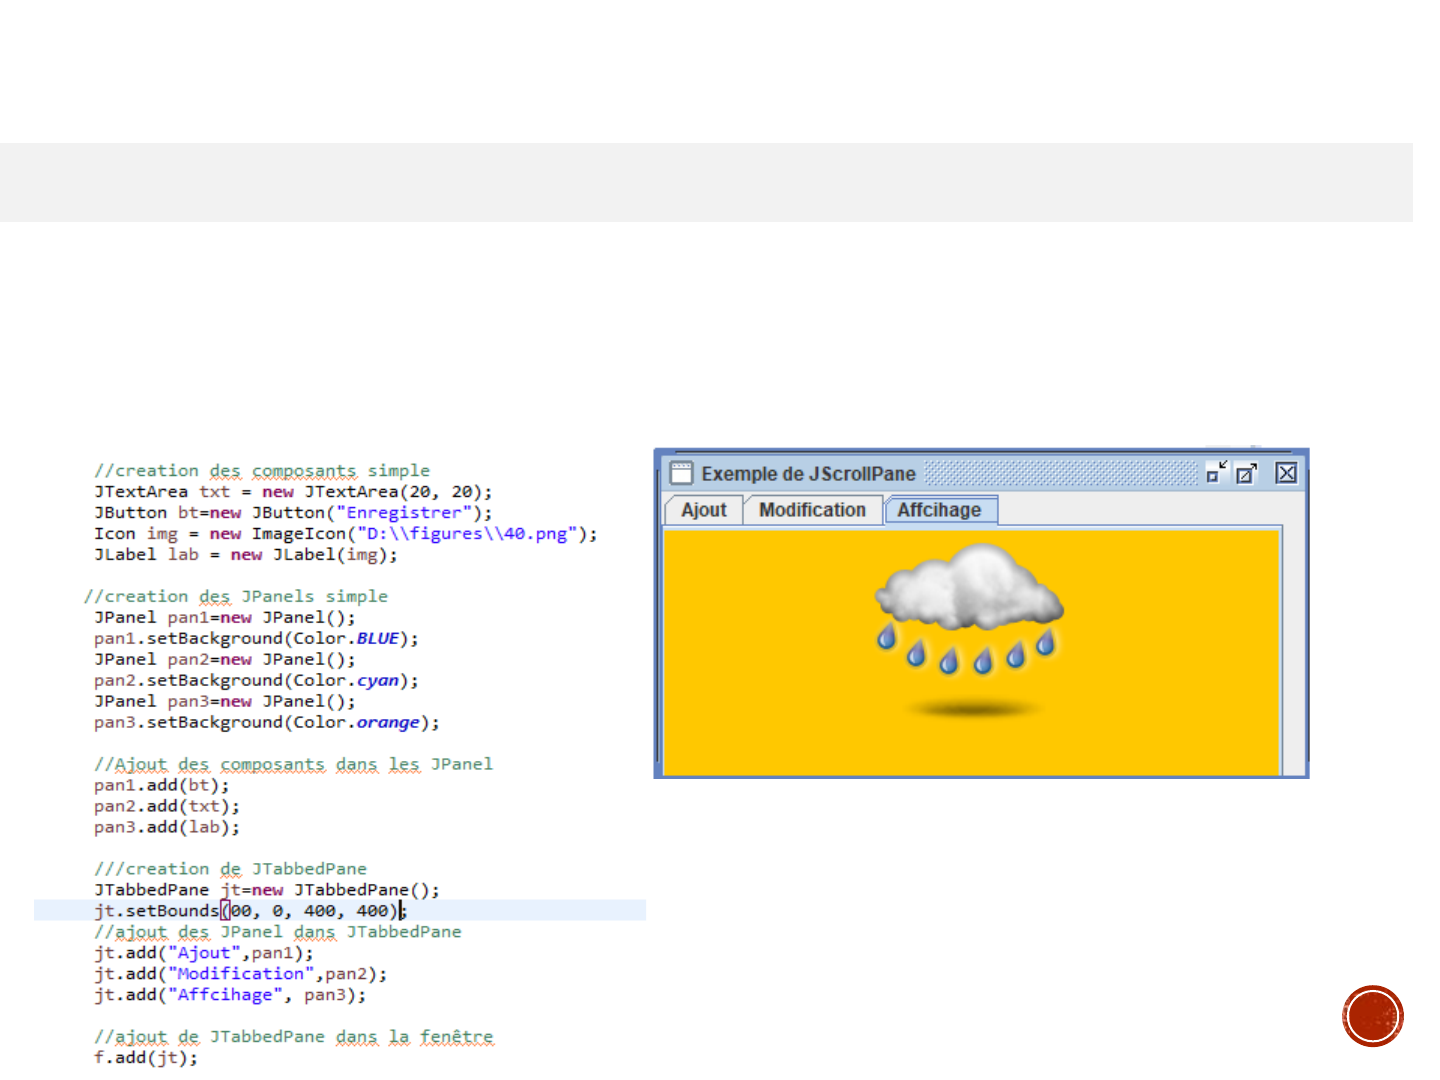 //creation des composants simple
JTextArea txt = new JTextArea(20, 20);
JButton bt=new JButton("Enregistrer");
Icon img = new ImageIcon("D:\\figures\\40.png");
JLabel lab = new JLabel(img);
//creation des JPanels simple
JPanel pan1=new JPanel();
pan1.setBackground(Color.BLUE);
JPanel pan2=new JPanel();
pan2.setBackground(Color.cyan);
JPanel pan3=new JPanel();
pan3.setBackground(Color.orange);
//Ajout des composants dans les JPanel
pan1.add(bt);
pan2.add(txt);
pan3.add(lab);
///creation de JTabbedPane
JTabbedPane jt=new JTabbedPane();
jt.setBounds(00, 0, 400, 400);
//ajout des JPanel dans JTabbedPane
jt.add("Ajout",pan1);
jt.add("Modification",pan2);
jt.add("Affcihage", pan3);
//ajout de JTabbedPane dans la fenêtre
f.add(jt);
Exemple de JScrollPane
Ajout Modification Affcihage